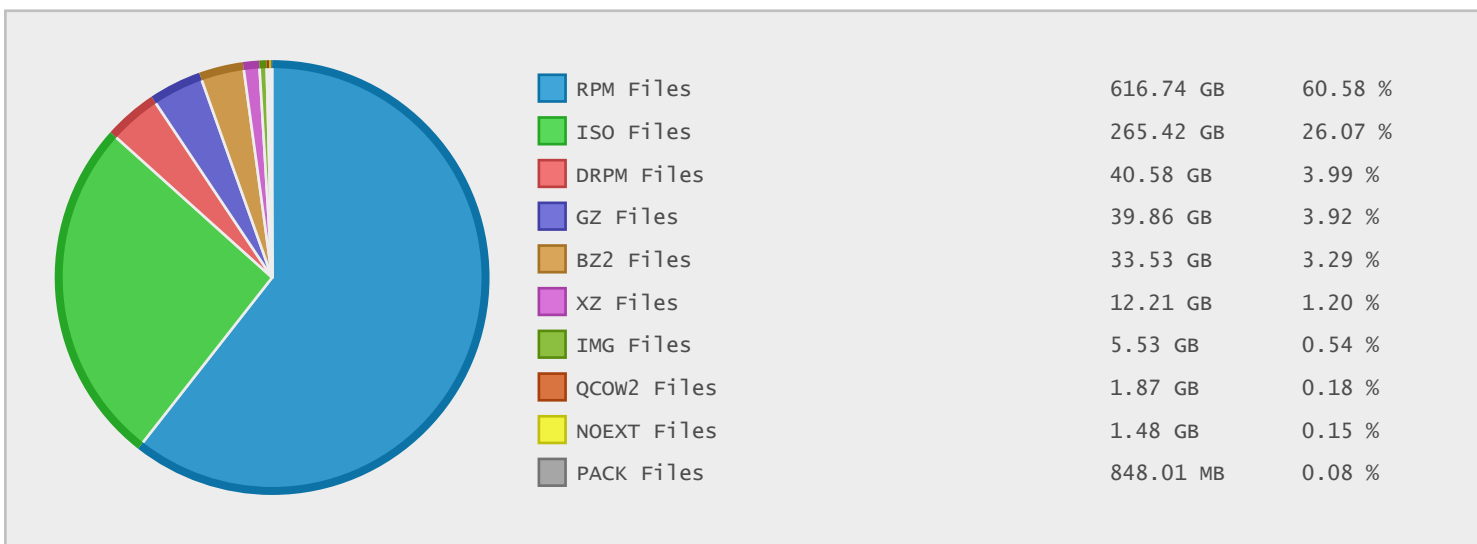 RPM Files 616.74 GB 60.58 %
ISO Files 265.42 GB 26.07 %
DRPM Files 40.58 GB 3.99 %
GZ Files 39.86 GB 3.92 %
BZ2 Files 33.53 GB 3.29 %
XZ Files 12.21 GB 1.20 %
IMG Files 5.53 GB 0.54 %
QCOW2 Files 1.87 GB 0.18 %
NOEXT Files 1.48 GB 0.15 %
PACK Files 848.01 MB 0.08 %